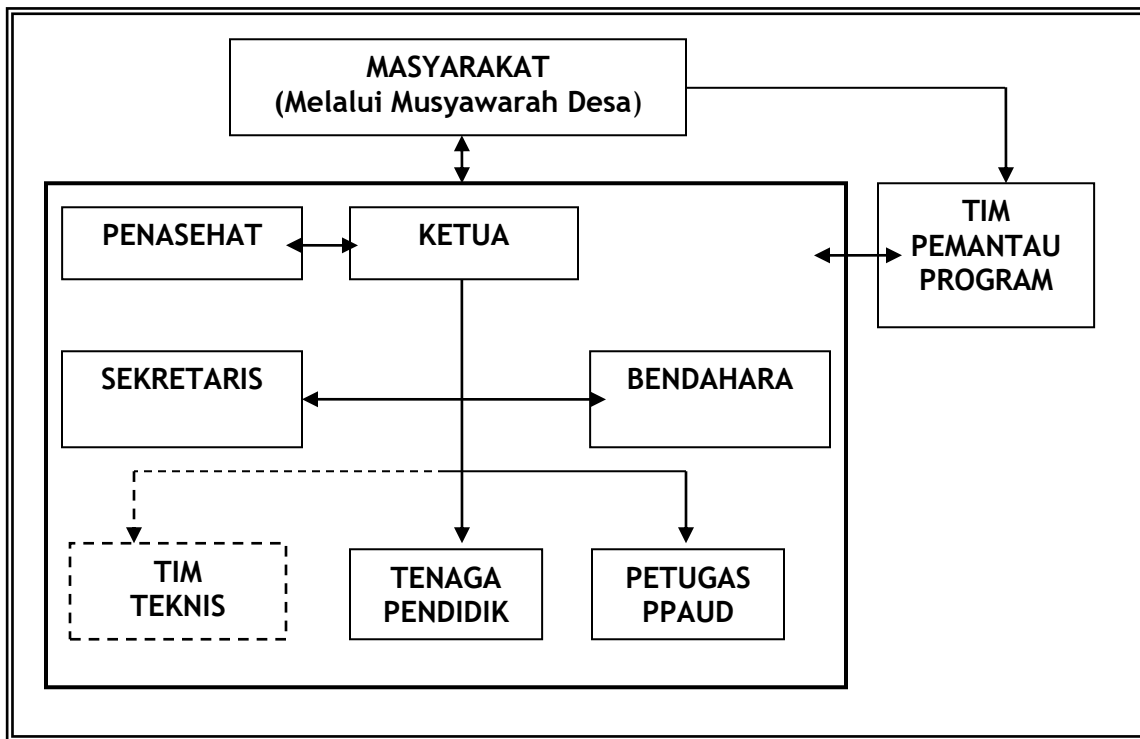 MASYARAKAT
(Melalui Musyawarah Desa)
PENASEHAT
KETUA
TIM
PEMANTAU
PROGRAM
SEKRETARIS
BENDAHARA
TIM
TEKNIS
TENAGA
PENDIDIK
PETUGAS
PPAUD